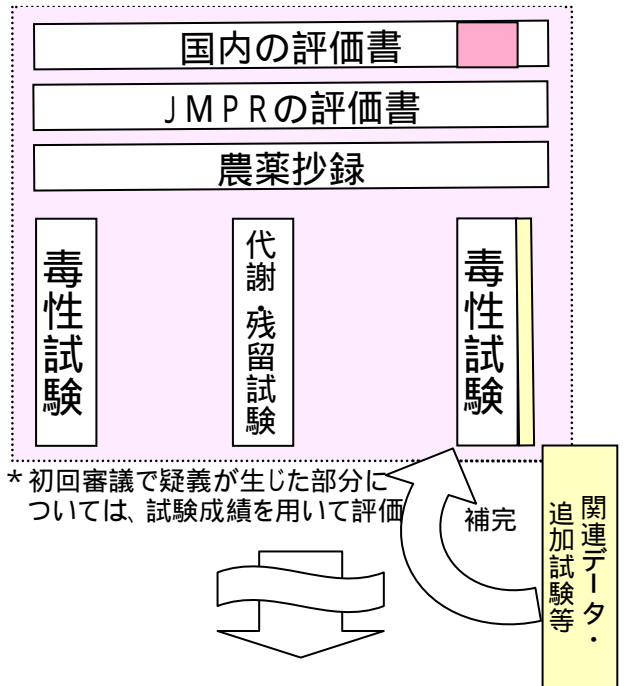 国内の評価書
JMPRの評価書
農薬抄録
毒性試験
代謝・残留試験
毒性試験
*初回審議で疑義が生じた部分に
ついては、試験成績を用いて評価
補完
関連データ・
追加試験等